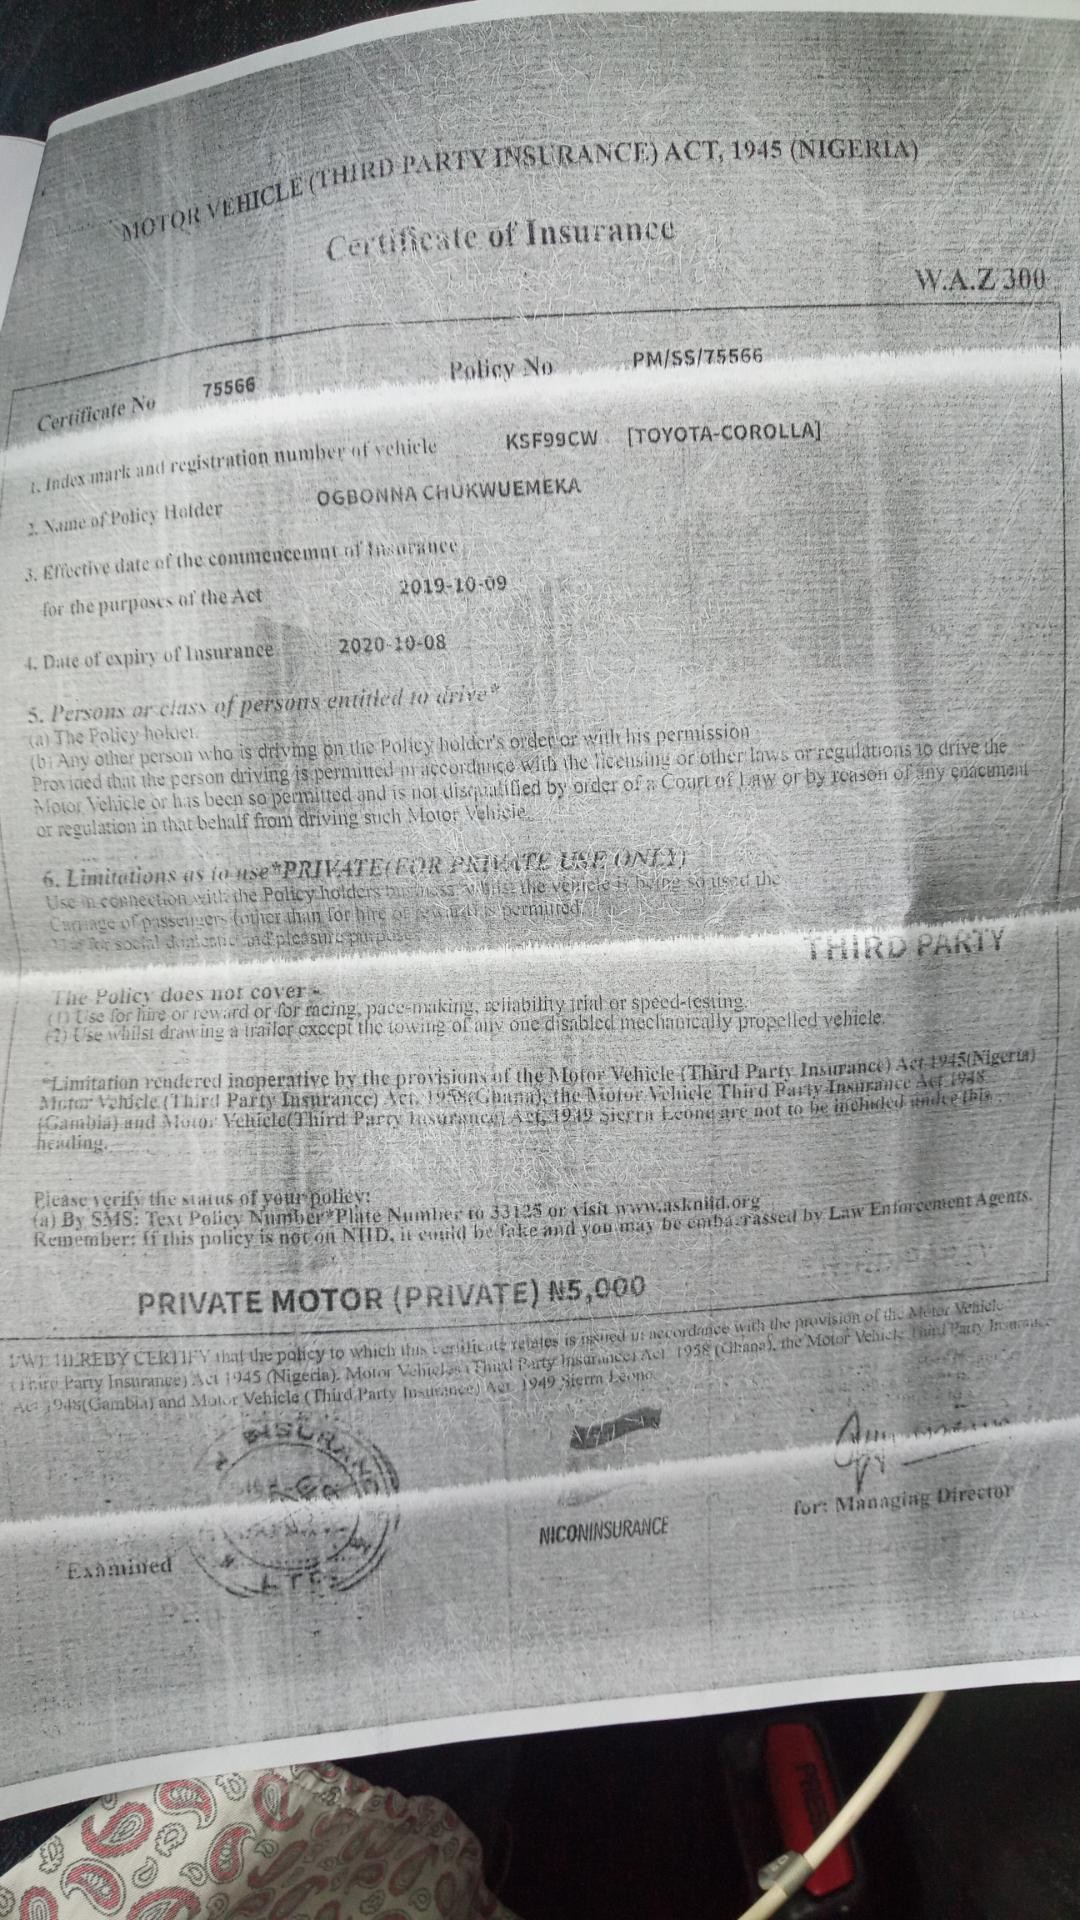 MOTOR VEHICLE (THIRD PARTY INSURANCE) ACT, 1945 (NIGERIA)
Certificate of Insurance
W.A.Z 300
Certificate No 75566 Policy No PM/SS/75566
1. Index mark and registration number of vehicle KSF99CW [TOYOTA-COROLLA]
2. Name of Policy Holder OGBONNA CHUKWUEMEKA
3. Effective date of the commencemnt of Insurance
for the purposes of the Act 2019-10-09
4. Date of expiry of Insurance 2020-10-08
5. Persons or class of persons entitled to drive*
(a) The Policy holder.
(b) Any other person who is driving on the Policy holder's order or with his permission
Provided that the person driving is permitted in accordance with the licensing or other laws or regulations to drive the
Motor Vehicle or has been so permitted and is not disqualified by order of a Court of Law or by reason of any enactment
or regulation in that behalf from driving such Motor Vehicle.
6. Limitations as to use*PRIVATE(FOR PRIVATE USE ONLY)
Use in connection with the Policy holders business whilst the vehicle is being so used the
Carriage of passengers (other than for hire or reward) is permitted.
Use for social domestic and pleasure purposes
THIRD PARTY
The Policy does not cover -
(1) Use for hire or reward or for racing, pace-making, reliability trial or speed-testing.
(2) Use whilst drawing a trailer except the towing of any one disabled mechanically propelled vehicle.
*Limitation rendered inoperative by the provisions of the Motor Vehicle (Third Party Insurance) Act 1945(Nigeria)
Motor Vehicle (Third Party Insurance) Act. 1958(Ghana), the Motor Vehicle Third Party Insurance Act 1948
(Gambia) and Motor Vehicle(Third Party Insurance) Act, 1949 Sierra Leone are not to be included under this
heading.
Please verify the status of your policy:
(a) By SMS: Text Policy Number*Plate Number to 33125 or visit www.askniid.org
Remember: If this policy is not on NIID, it could be fake and you may be embarrassed by Law Enforcement Agents.
PRIVATE MOTOR (PRIVATE) ₦5,000
I/WE HEREBY CERTIFY that the policy to which this certificate relates is issued in accordance with the provision of the Motor Vehicle
(Third Party Insurance) Act 1945 (Nigeria), Motor Vehicles (Third Party Insurance) Act 1958 (Ghana), the Motor Vehicle Third Party Insurance
Act 1948(Gambia) and Motor Vehicle (Third Party Insurance) Act 1949 Sierra Leone
INSURANCE
LTD
for: Managing Director
NICONINSURANCE
Examined
PRESS